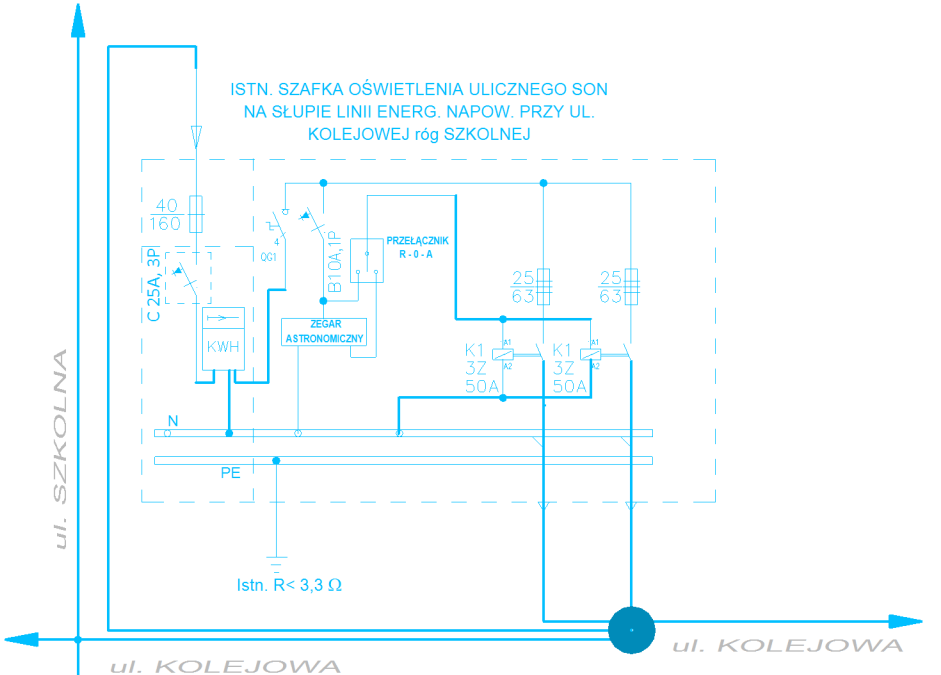 ISTN. SZAFKA OŚWIETLENIA ULICZNEGO SON
NA SŁUPIE LINII ENERG. NAPOW. PRZY UL.
KOLEJOWEJ róg SZKOLNEJ
40
160
C 25A, 3P
KWH
4
QG1
B10A,1P
PRZEŁĄCZNIK
R - 0 - A
ZEGAR
ASTRONOMICZNY
25
63
25
63
K1
3Z
50A
A1
A2
K1
3Z
50A
A1
A2
N
PE
Istn. R< 3,3 Ω
ul. SZKOLNA
ul. KOLEJOWA
ul. KOLEJOWA